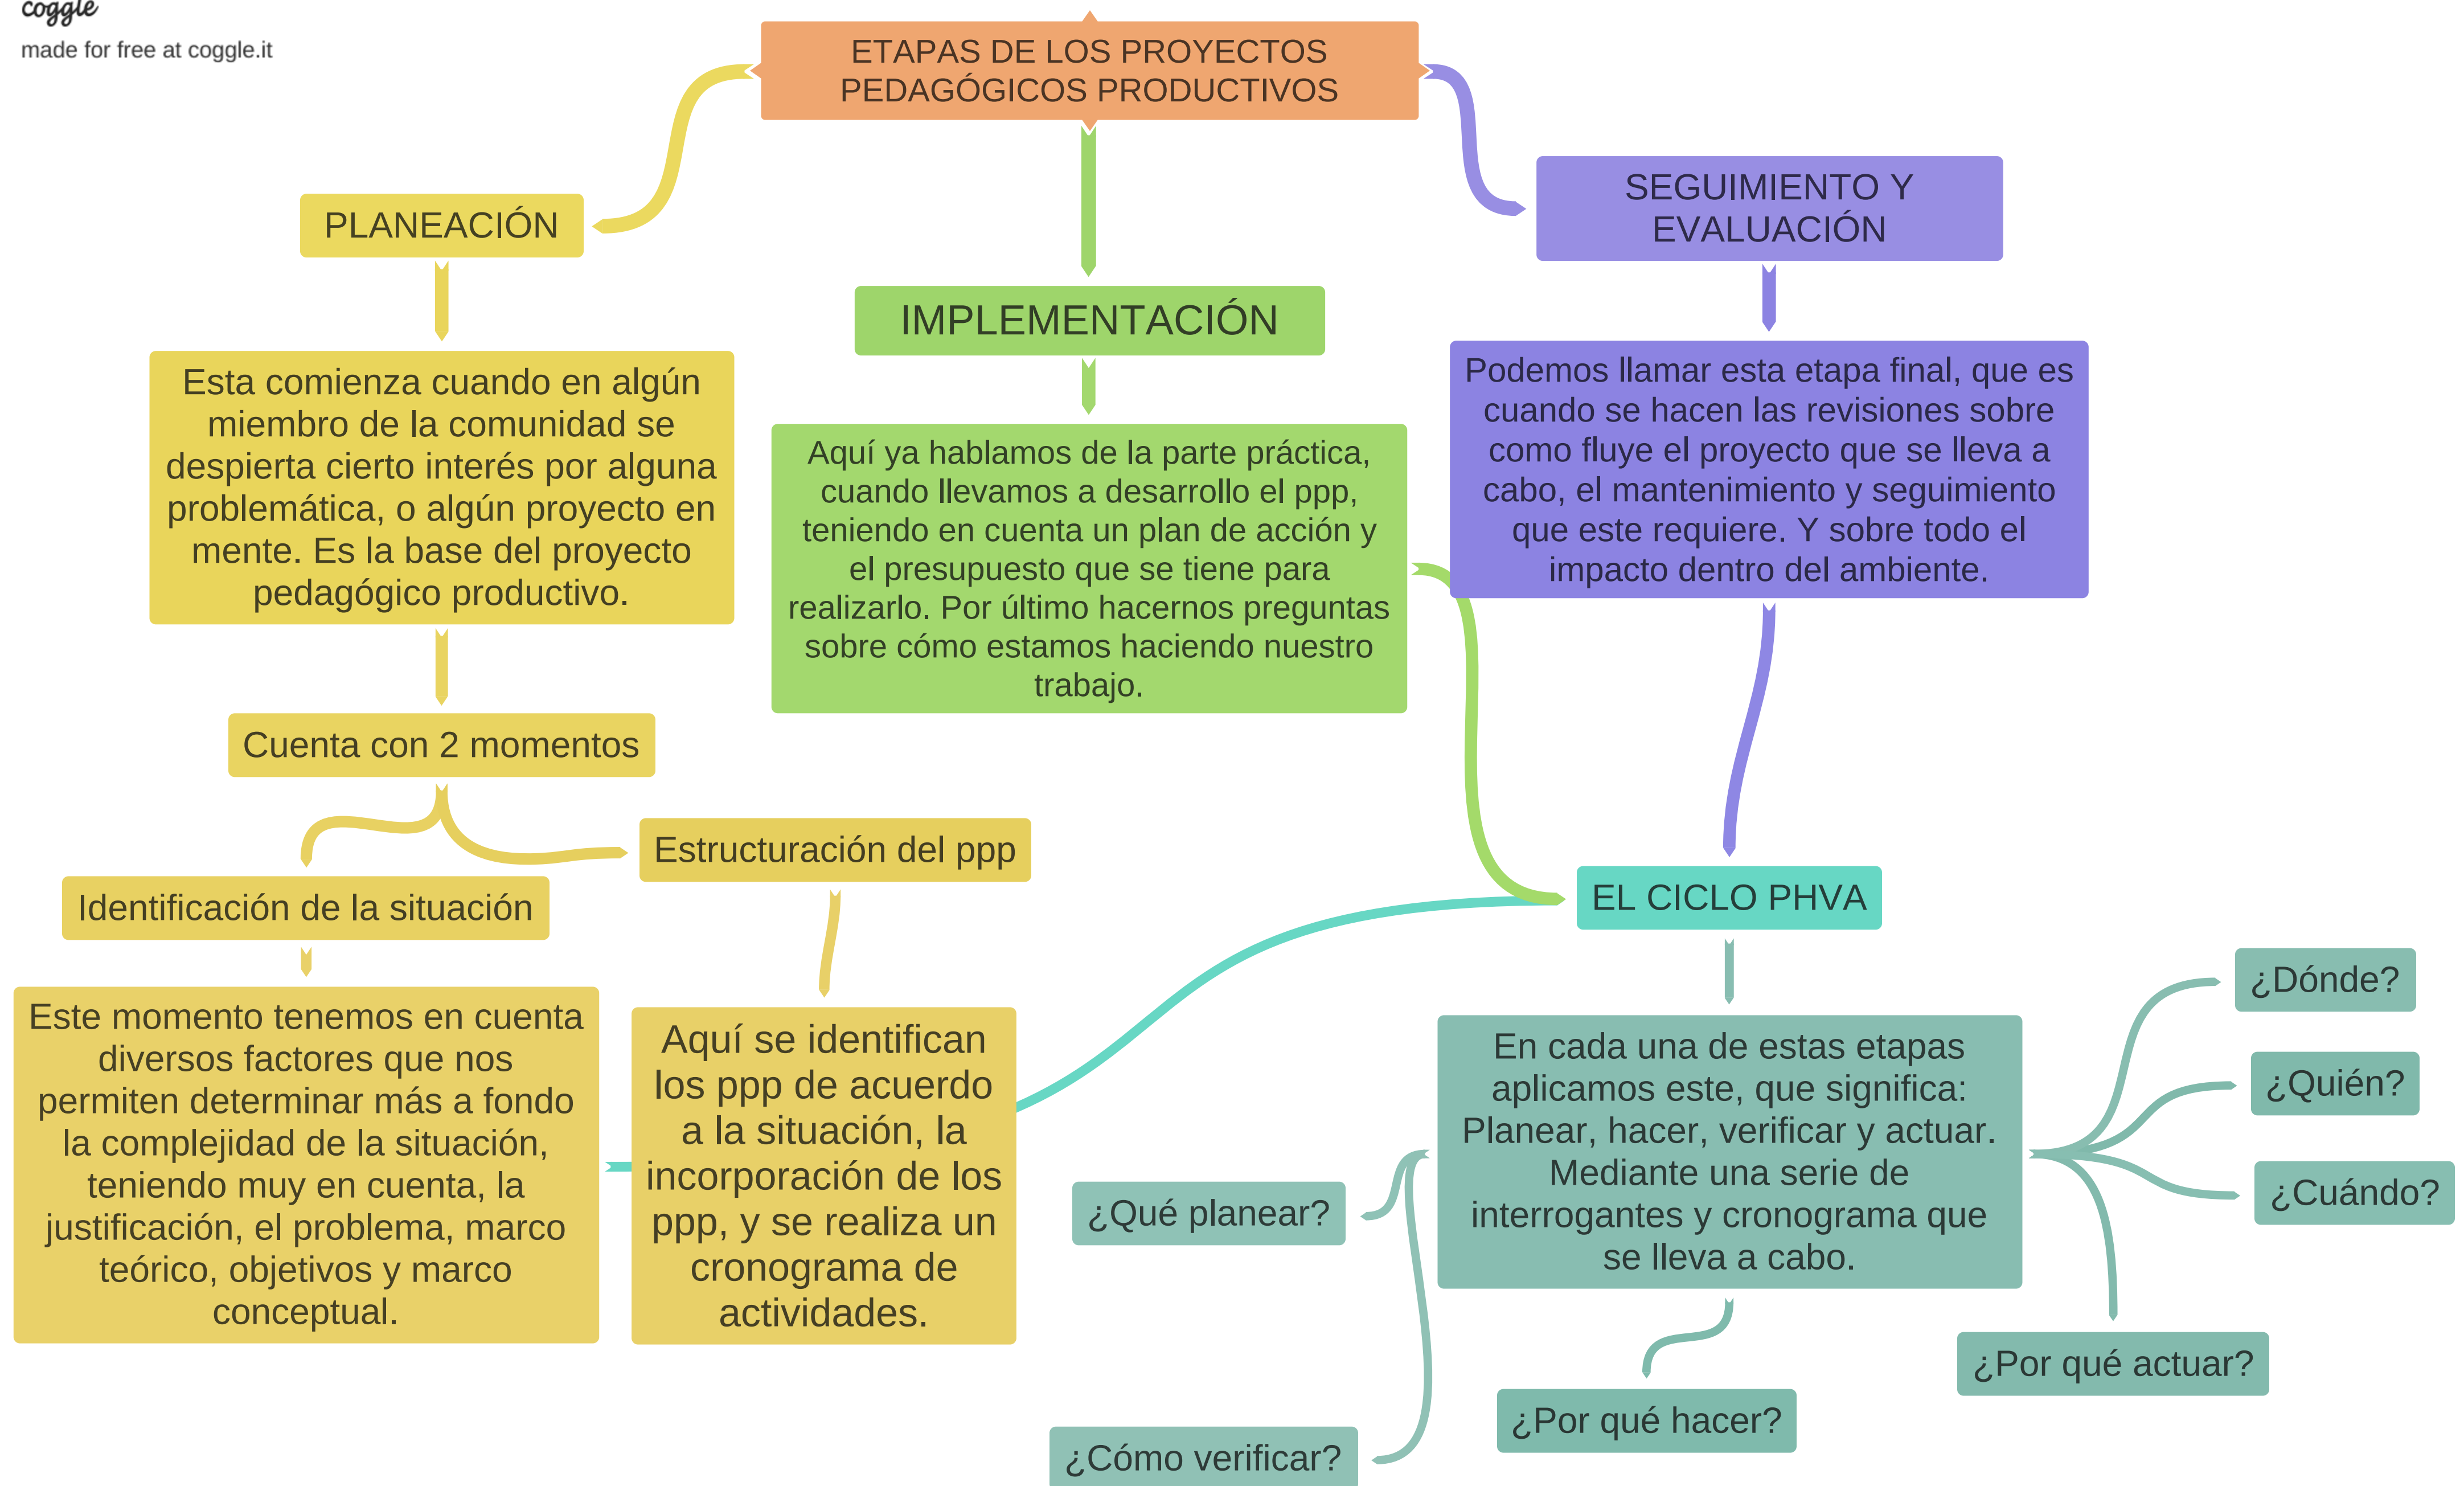 coggle
made for free at coggle.it
ETAPAS DE LOS PROYECTOS
PEDAGÓGICOS PRODUCTIVOS
PLANEACIÓN
Esta comienza cuando en algún
miembro de la comunidad se
despierta cierto interés por alguna
problemática, o algún proyecto en
mente. Es la base del proyecto
pedagógico productivo.
Cuenta con 2 momentos
Identificación de la situación
Este momento tenemos en cuenta
diversos factores que nos
permiten determinar más a fondo
la complejidad de la situación,
teniendo muy en cuenta, la
justificación, el problema, marco
teórico, objetivos y marco
conceptual.
Estructuración del ppp
Aquí se identifican
los ppp de acuerdo
a la situación, la
incorporación de los
ppp, y se realiza un
cronograma de
actividades.
IMPLEMENTACIÓN
Aquí ya hablamos de la parte práctica,
cuando llevamos a desarrollo el ppp,
teniendo en cuenta un plan de acción y
el presupuesto que se tiene para
realizarlo. Por último hacernos preguntas
sobre cómo estamos haciendo nuestro
trabajo.
SEGUIMIENTO Y
EVALUACIÓN
Podemos llamar esta etapa final, que es
cuando se hacen las revisiones sobre
como fluye el proyecto que se lleva a
cabo, el mantenimiento y seguimiento
que este requiere. Y sobre todo el
impacto dentro del ambiente.
EL CICLO PHVA
En cada una de estas etapas
aplicamos este, que significa:
Planear, hacer, verificar y actuar.
Mediante una serie de
interrogantes y cronograma que
se lleva a cabo.
¿Qué planear?
¿Cómo verificar?
¿Por qué hacer?
¿Dónde?
¿Quién?
¿Cuándo?
¿Por qué actuar?